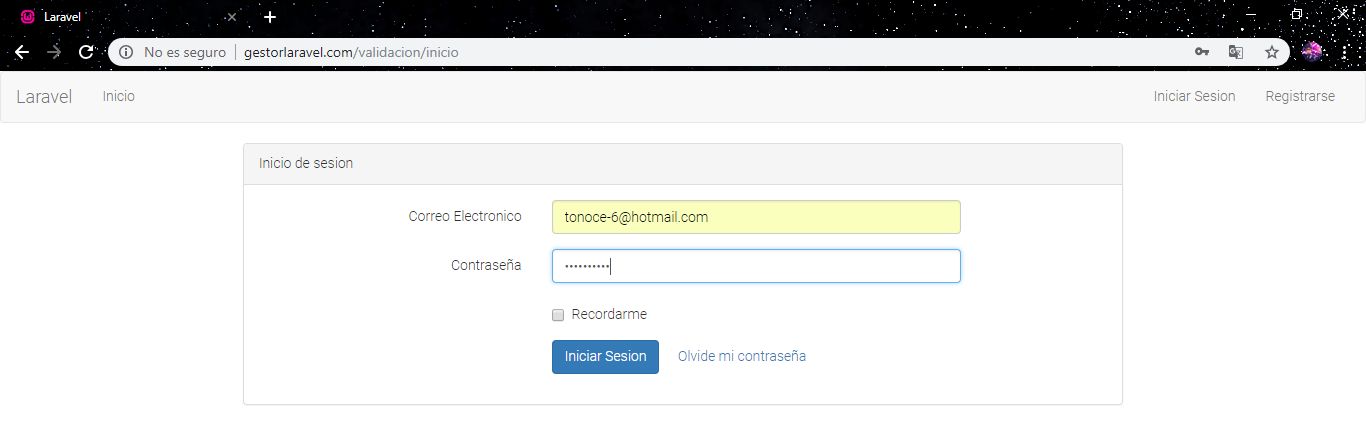 Laravel
No es seguro gestorlaravel.com/validacion/inicio
Laravel Inicio Iniciar Sesion Registrarse
Inicio de sesion
Correo Electronico tonoce-6@hotmail.com
Contraseña ••••••••••
Recordarme
Iniciar Sesion Olvide mi contraseña